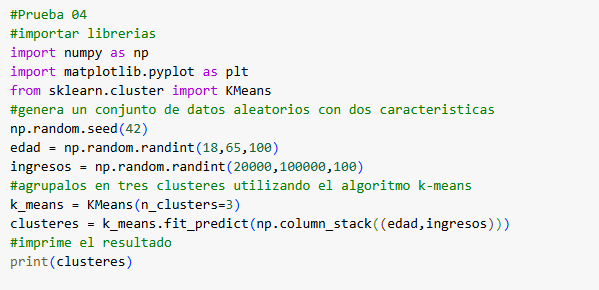 #Prueba 04
#importar librerias
import numpy as np
import matplotlib.pyplot as plt
from sklearn.cluster import KMeans
#genera un conjunto de datos aleatorios con dos caracteristicas
np.random.seed(42)
edad = np.random.randint(18,65,100)
ingresos = np.random.randint(20000,100000,100)
#agrupalos en tres clusteres utilizando el algoritmo k-means
k_means = KMeans(n_clusters=3)
clusteres = k_means.fit_predict(np.column_stack((edad,ingresos)))
#imprime el resultado
print(clusteres)